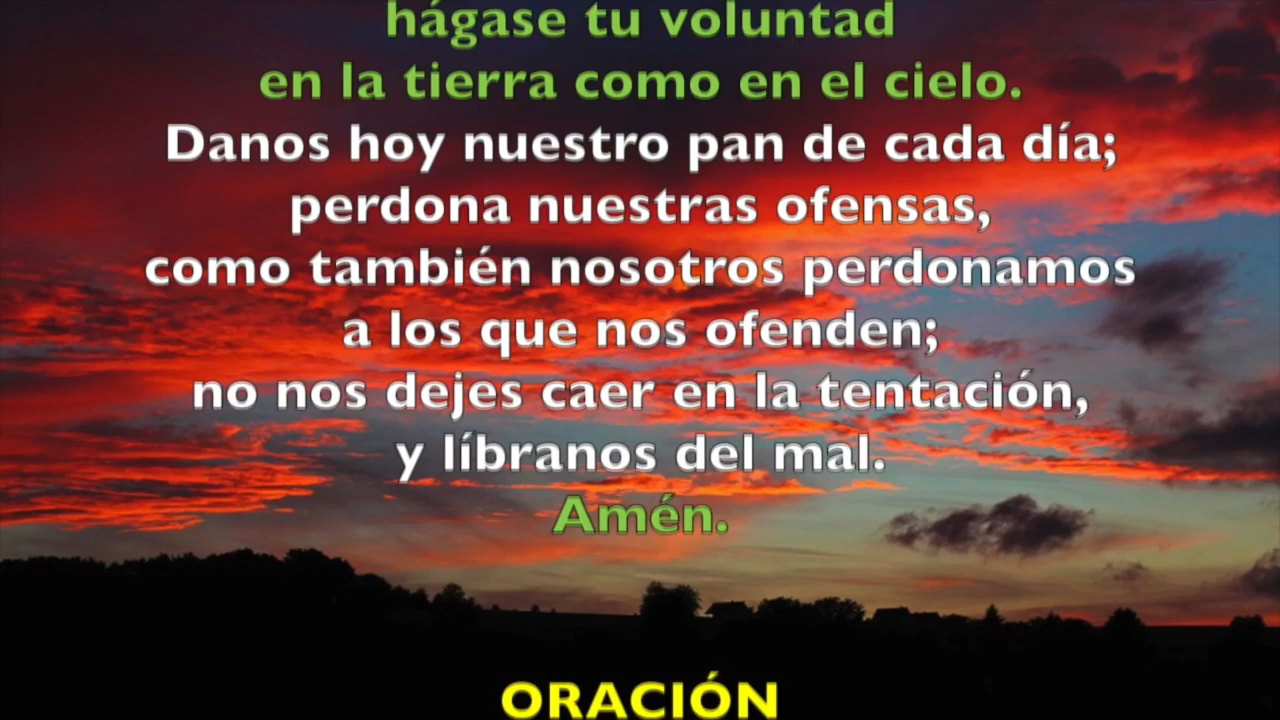 hágase tu voluntad
en la tierra como en el cielo.
Danos hoy nuestro pan de cada día;
perdona nuestras ofensas,
como también nosotros perdonamos
a los que nos ofenden;
no nos dejes caer en la tentación,
y líbranos del mal.
Amén.
ORACIÓN